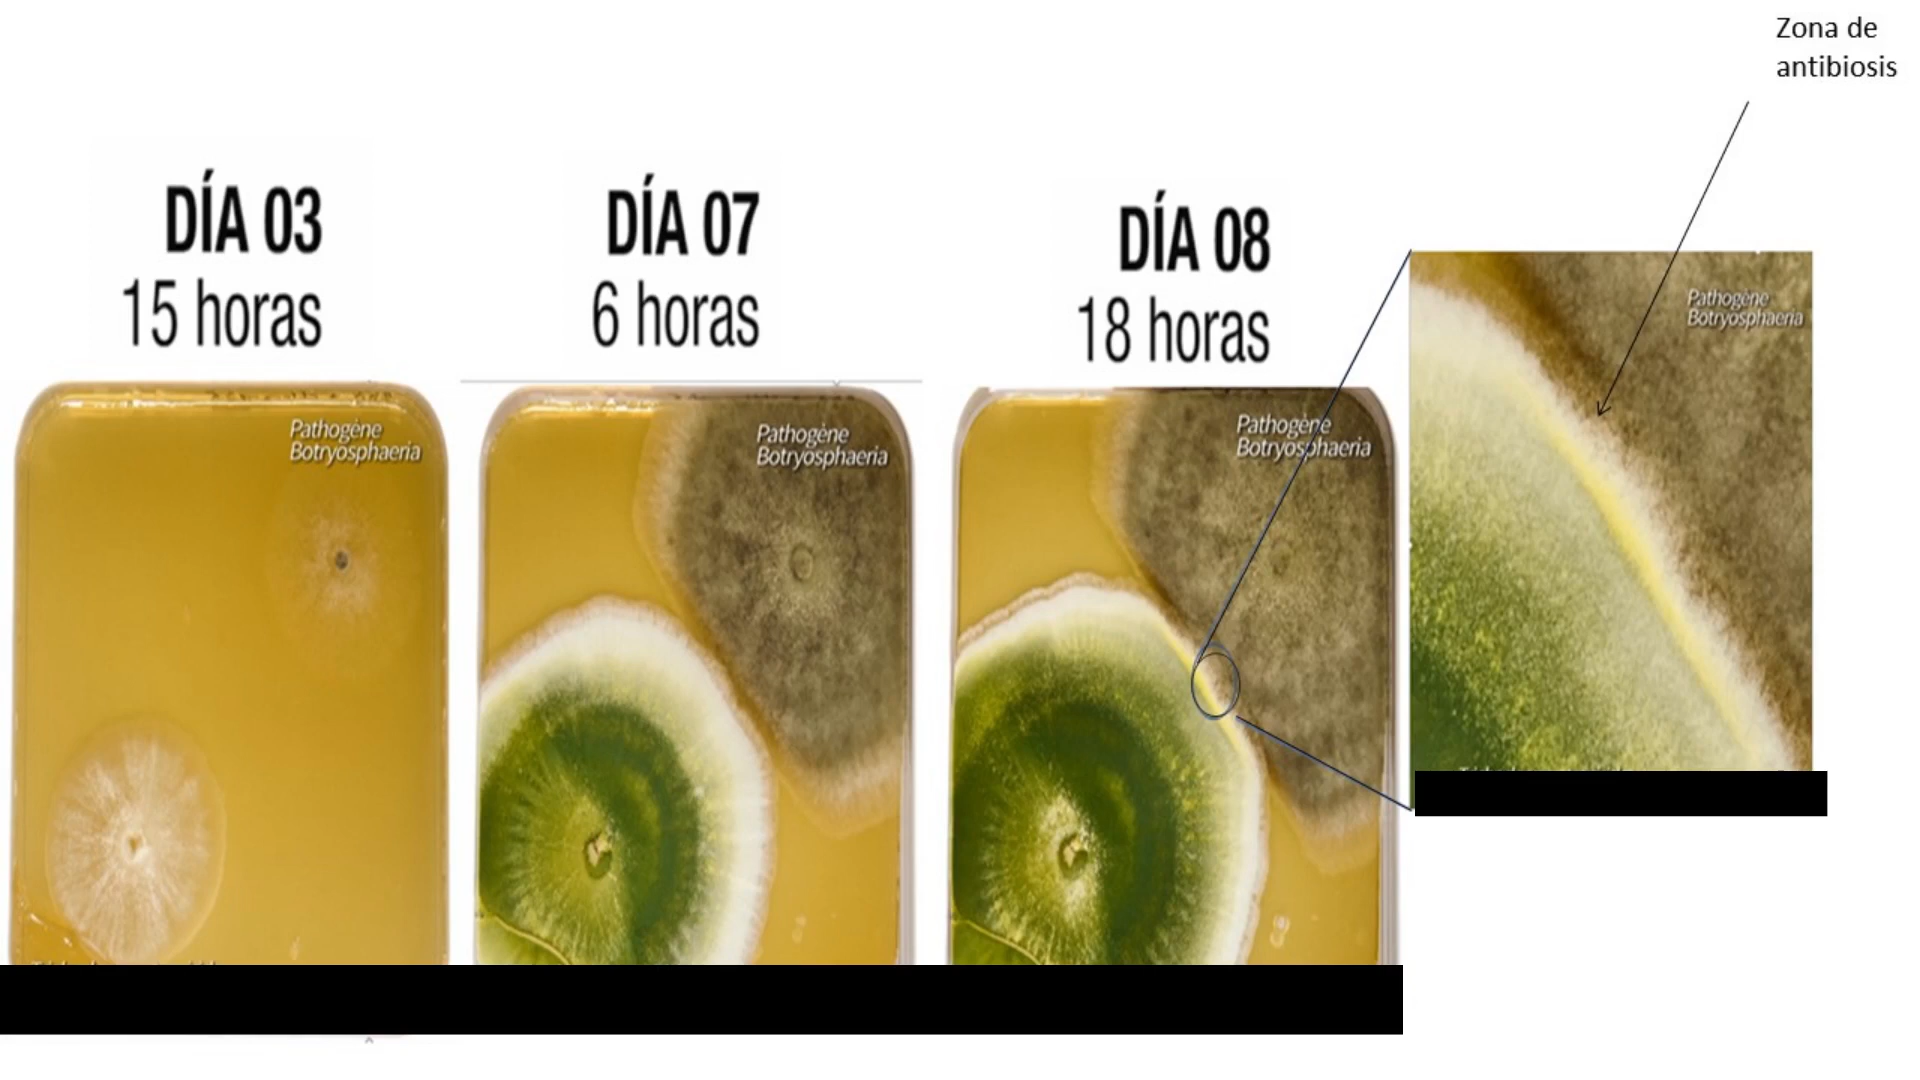 Zona de
antibiosis
DÍA 03
15 horas
DÍA 07
6 horas
DÍA 08
18 horas
Pathogène
Botryosphaeria
Pathogène
Botryosphaeria
Pathogène
Botryosphaeria
Pathogène
Botryosphaeria